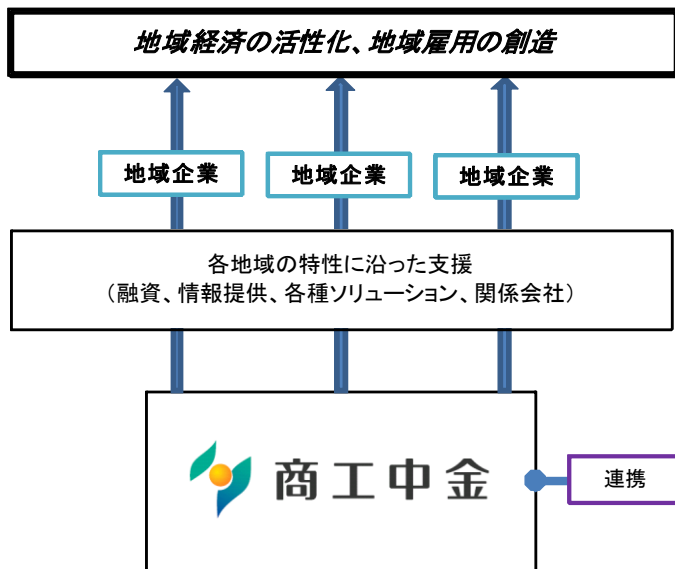 地域経済の活性化、地域雇用の創造
地域企業
地域企業
地域企業
各地域の特性に沿った支援
（融資、情報提供、各種ソリューション、関係会社）
商工中金
連携